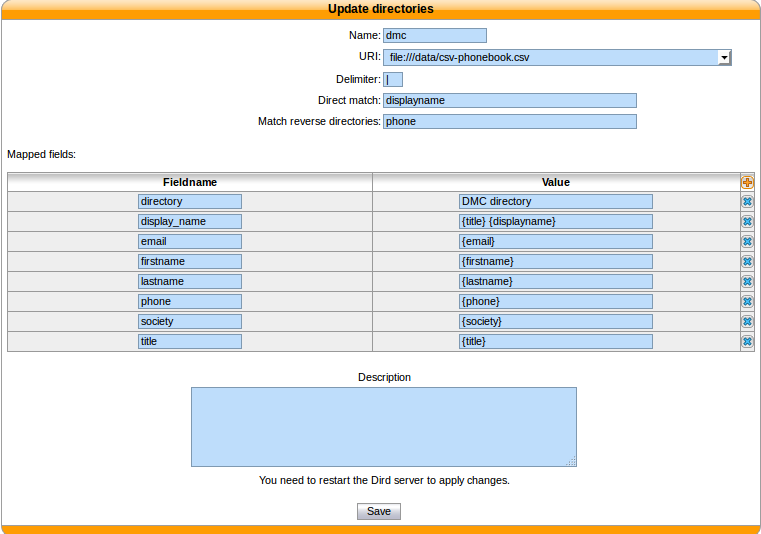 Update directories
Name: dmc
URI: file:///data/csv-phonebook.csv
Delimiter: |
Direct match: displayname
Match reverse directories: phone
Mapped fields:
Fieldname Value
directory DMC directory
display_name {title} {displayname}
email {email}
firstname {firstname}
lastname {lastname}
phone {phone}
society {society}
title {title}
Description
You need to restart the Dird server to apply changes.
Save